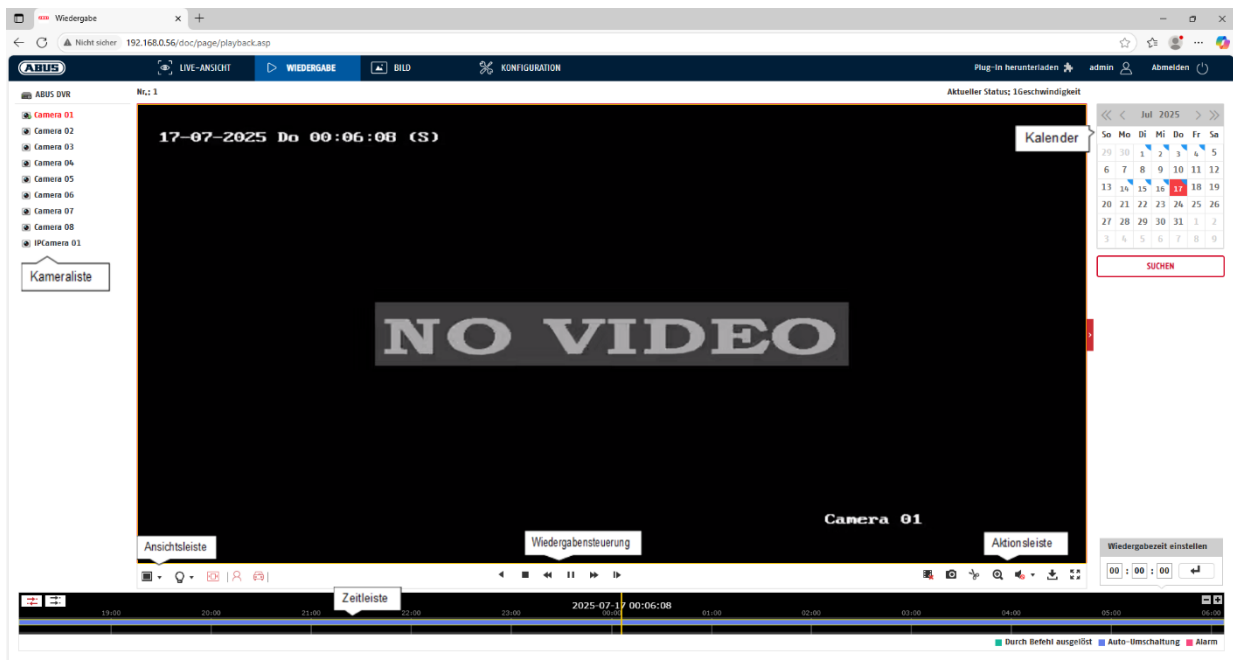 Wiedergabe
Nicht sicher 192.168.0.56/doc/page/playback.asp
ABUS LIVE-ANSICHT WIEDERGABE BILD KONFIGURATION Plug-In herunterladen admin Abmelden
ABUS DVR
Nr.: 1 Aktueller Status: 1Geschwindigkeit
Camera 01
Camera 02
Camera 03
Camera 04
Camera 05
Camera 06
Camera 07
Camera 08
IPCamera 01
Kameraliste
17-07-2025 Do 00:06:08 (S)
NO VIDEO
Camera 01
Kalender
Jul 2025
So Mo Di Mi Do Fr Sa
29 30 1 2 3 4 5
6 7 8 9 10 11 12
13 14 15 16 17 18 19
20 21 22 23 24 25 26
27 28 29 30 31 1 2
3 4 5 6 7 8 9
SUCHEN
Ansichtsleiste
Wiedergabensteuerung
Aktionsleiste
Wiedergabezeit einstellen
00 : 00 : 00
Zeitleiste
2025-07-17 00:06:08
19:00 20:00 21:00 22:00 23:00 00:00 01:00 02:00 03:00 04:00 05:00 06:00
Durch Befehl ausgelöst Auto-Umschaltung Alarm